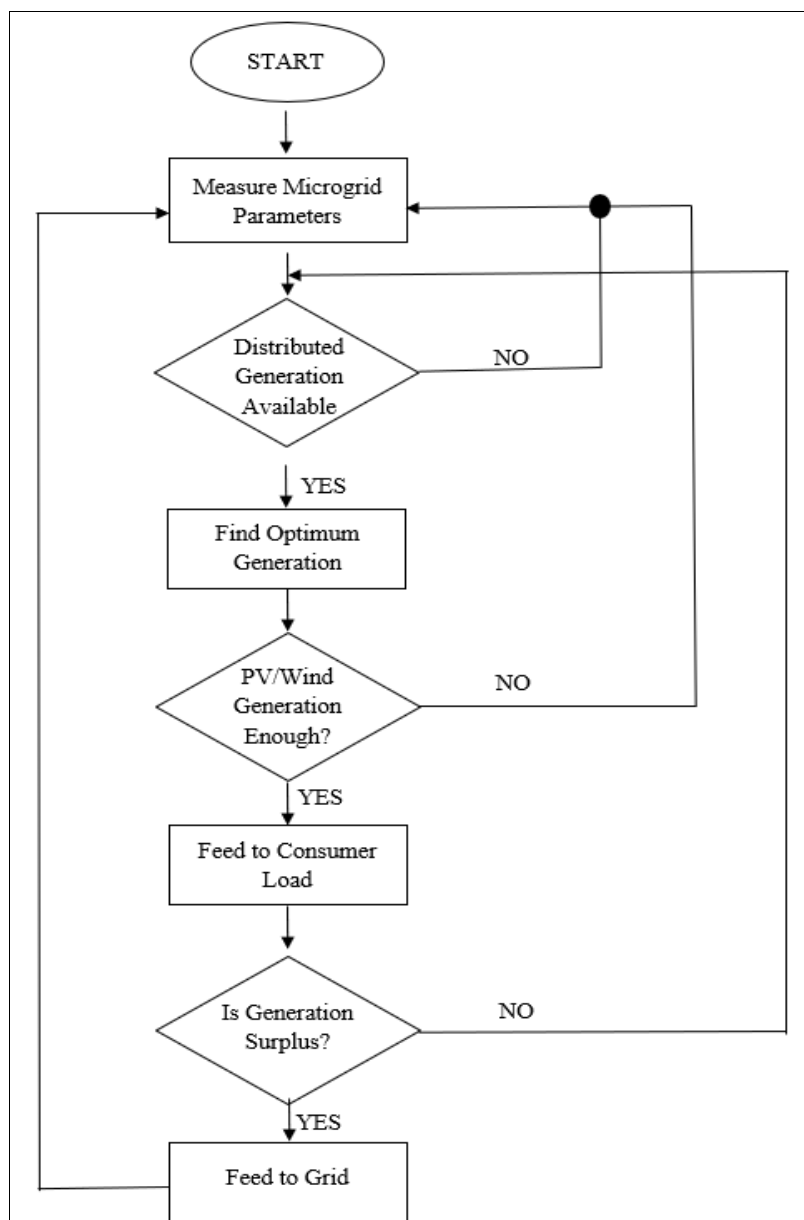 START
Measure Microgrid
Parameters
Distributed
Generation
Available
NO
YES
Find Optimum
Generation
PV/Wind
Generation
Enough?
NO
YES
Feed to Consumer
Load
Is Generation
Surplus?
NO
YES
Feed to Grid